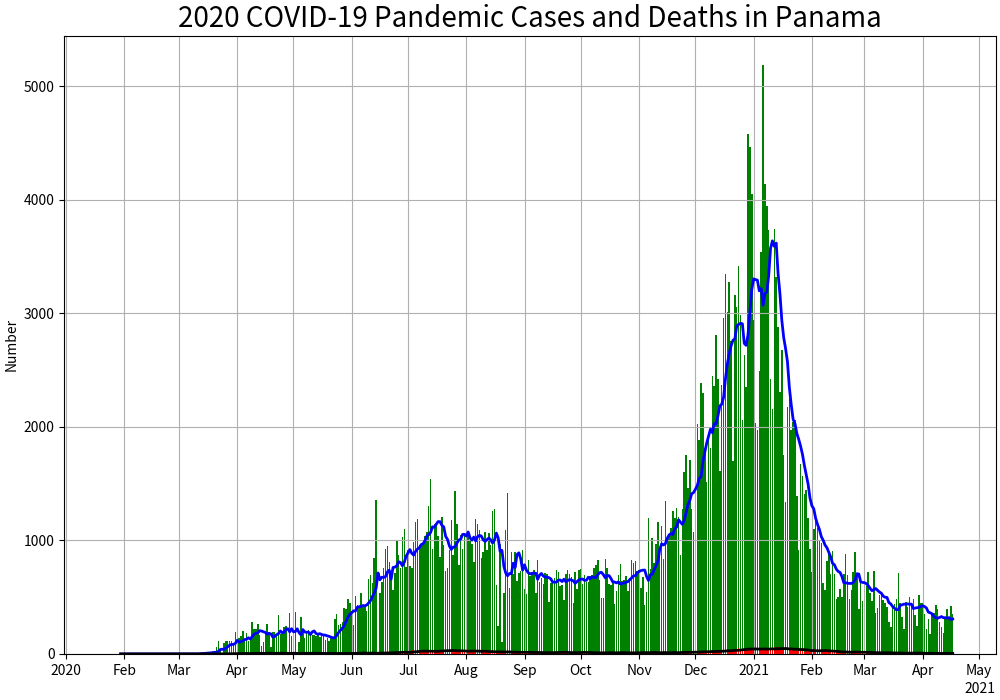 2020 COVID-19 Pandemic Cases and Deaths in Panama
Number
5000
4000
3000
2000
1000
0
2020 Feb Mar Apr May Jun Jul Aug Sep Oct Nov Dec 2021 Feb Mar Apr May
2021